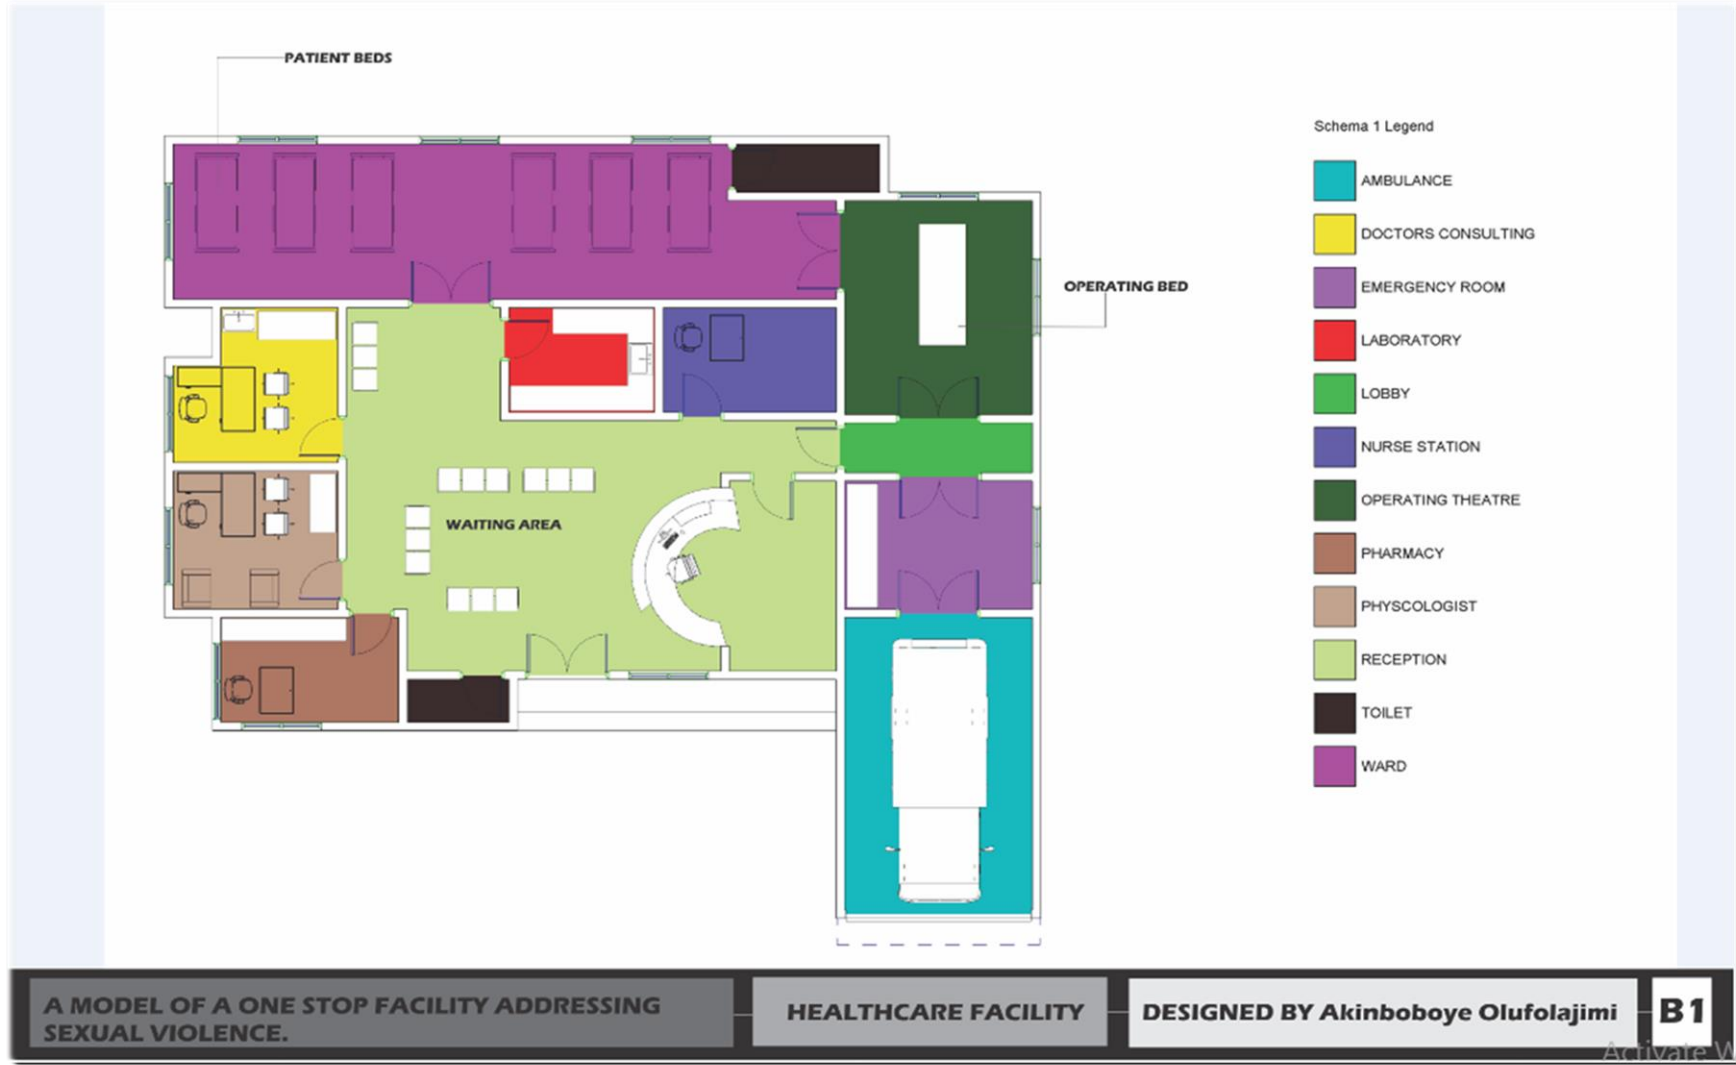 PATIENT BEDS
Schema 1 Legend
AMBULANCE
DOCTORS CONSULTING
EMERGENCY ROOM
OPERATING BED
LABORATORY
LOBBY
NURSE STATION
OPERATING THEATRE
WAITING AREA
PHARMACY
PHYSCOLOGIST
RECEPTION
TOILET
WARD
A MODEL OF A ONE STOP FACILITY ADDRESSING
SEXUAL VIOLENCE.
HEALTHCARE FACILITY
DESIGNED BY Akinboboye Olufolajimi
B1
Activate W